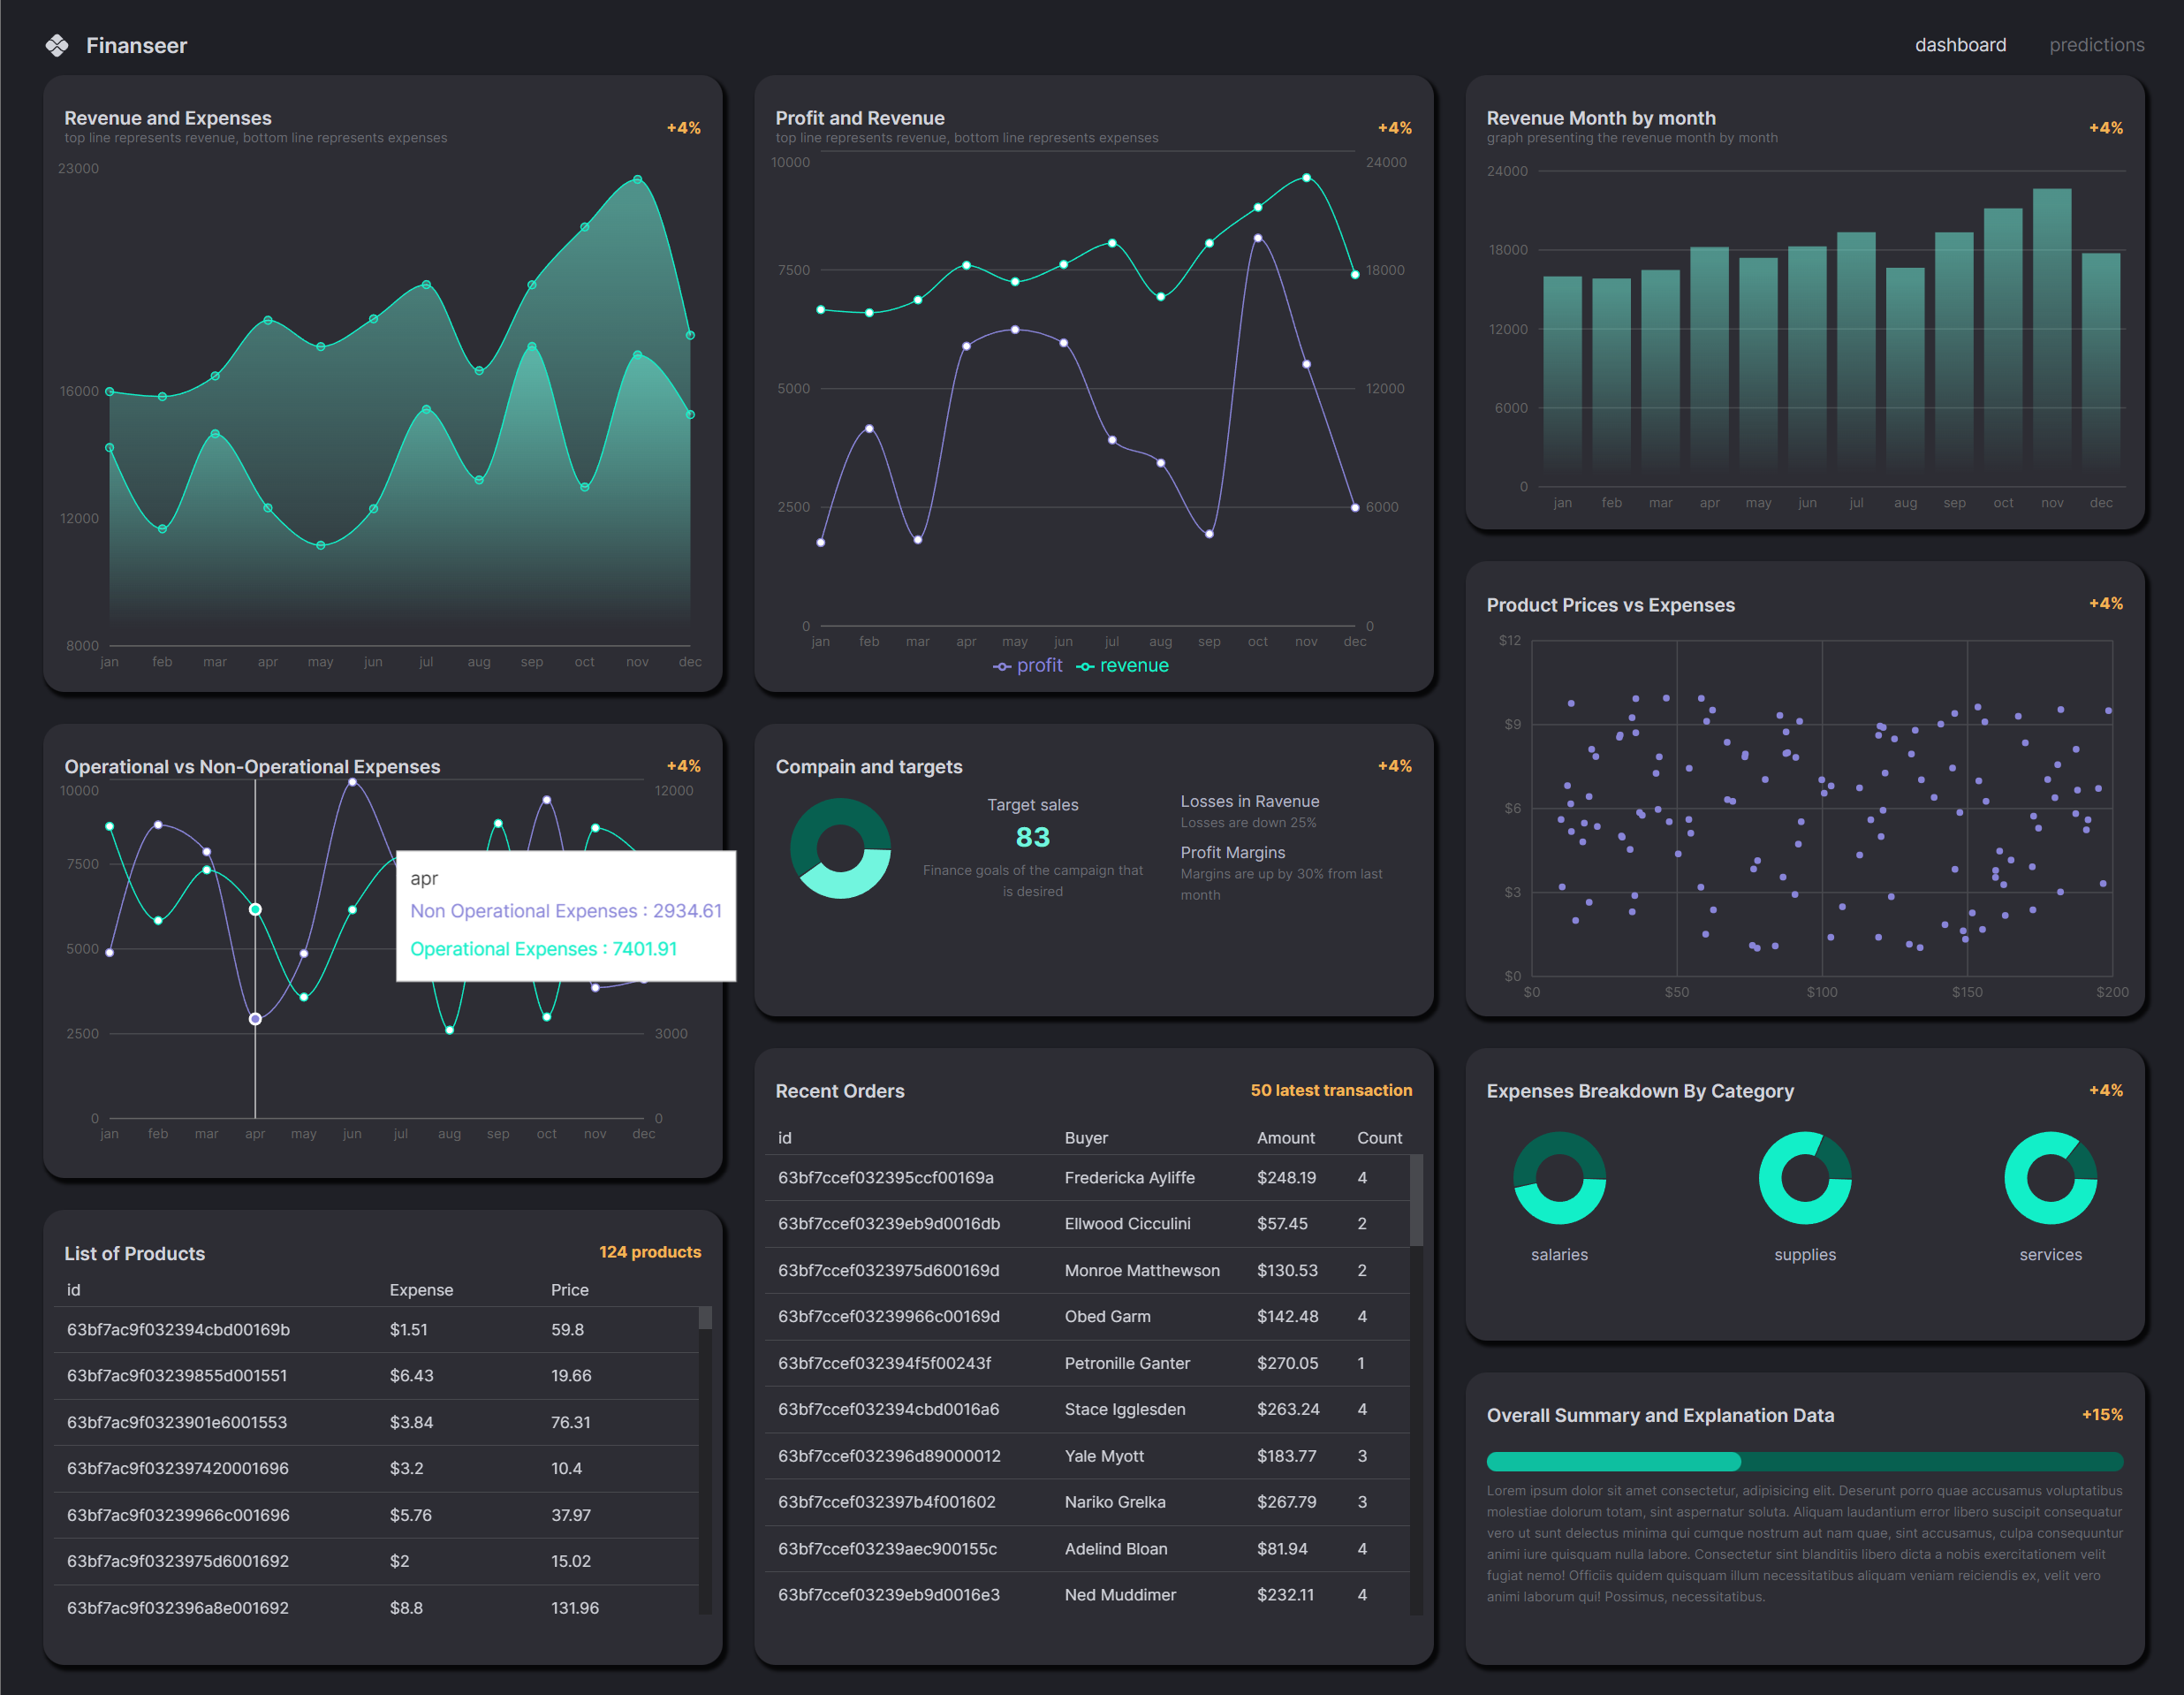 Finanseer
dashboard predictions
Revenue and Expenses +4%
top line represents revenue, bottom line represents expenses
23000
16000
12000
8000
jan feb mar apr may jun jul aug sep oct nov dec
Profit and Revenue +4%
top line represents revenue, bottom line represents expenses
10000 24000
7500 18000
5000 12000
2500 6000
0 0
jan feb mar apr may jun jul aug sep oct nov dec
profit revenue
Revenue Month by month +4%
graph presenting the revenue month by month
24000
18000
12000
6000
0
jan feb mar apr may jun jul aug sep oct nov dec
Operational vs Non-Operational Expenses +4%
10000 12000
7500
5000
2500 3000
0 0
jan feb mar apr may jun jul aug sep oct nov dec
apr
Non Operational Expenses : 2934.61
Operational Expenses : 7401.91
Compain and targets +4%
Target sales
83
Finance goals of the campaign that
is desired
Losses in Ravenue
Losses are down 25%
Profit Margins
Margins are up by 30% from last
month
Product Prices vs Expenses +4%
$12
$9
$6
$3
$0
$0 $50 $100 $150 $200
List of Products 124 products
id Expense Price
63bf7ac9f032394cbd00169b $1.51 59.8
63bf7ac9f03239855d001551 $6.43 19.66
63bf7ac9f0323901e6001553 $3.84 76.31
63bf7ac9f032397420001696 $3.2 10.4
63bf7ac9f03239966c001696 $5.76 37.97
63bf7ac9f0323975d6001692 $2 15.02
63bf7ac9f032396a8e001692 $8.8 131.96
Recent Orders 50 latest transaction
id Buyer Amount Count
63bf7ccef032395ccf00169a Fredericka Ayliffe $248.19 4
63bf7ccef03239eb9d0016db Ellwood Cicculini $57.45 2
63bf7ccef0323975d600169d Monroe Matthewson $130.53 2
63bf7ccef03239966c00169d Obed Garm $142.48 4
63bf7ccef032394f5f00243f Petronille Ganter $270.05 1
63bf7ccef032394cbd0016a6 Stace Igglesden $263.24 4
63bf7ccef032396d89000012 Yale Myott $183.77 3
63bf7ccef032397b4f001602 Nariko Grelka $267.79 3
63bf7ccef03239aec900155c Adelind Bloan $81.94 4
63bf7ccef03239eb9d0016e3 Ned Muddimer $232.11 4
Expenses Breakdown By Category +4%
salaries supplies services
Overall Summary and Explanation Data +15%
Lorem ipsum dolor sit amet consectetur, adipisicing elit. Deserunt porro quae accusamus voluptatibus
molestiae dolorum totam, sint aspernatur soluta. Aliquam laudantium error libero suscipit consequatur
vero ut sunt delectus minima qui cumque nostrum aut nam quae, sint accusamus, culpa consequuntur
animi iure quisquam nulla labore. Consectetur sint blanditiis libero dicta a nobis exercitationem velit
fugiat nemo! Officiis quidem quisquam illum necessitatibus aliquam veniam reiciendis ex, velit vero
animi laborum qui! Possimus, necessitatibus.